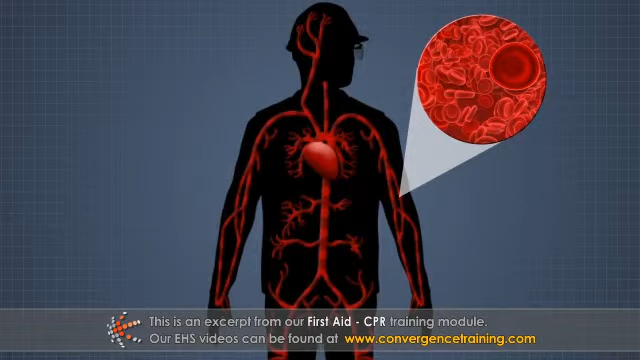 This is an excerpt from our First Aid - CPR training module.
Our EHS videos can be found at www.convergencetraining.com